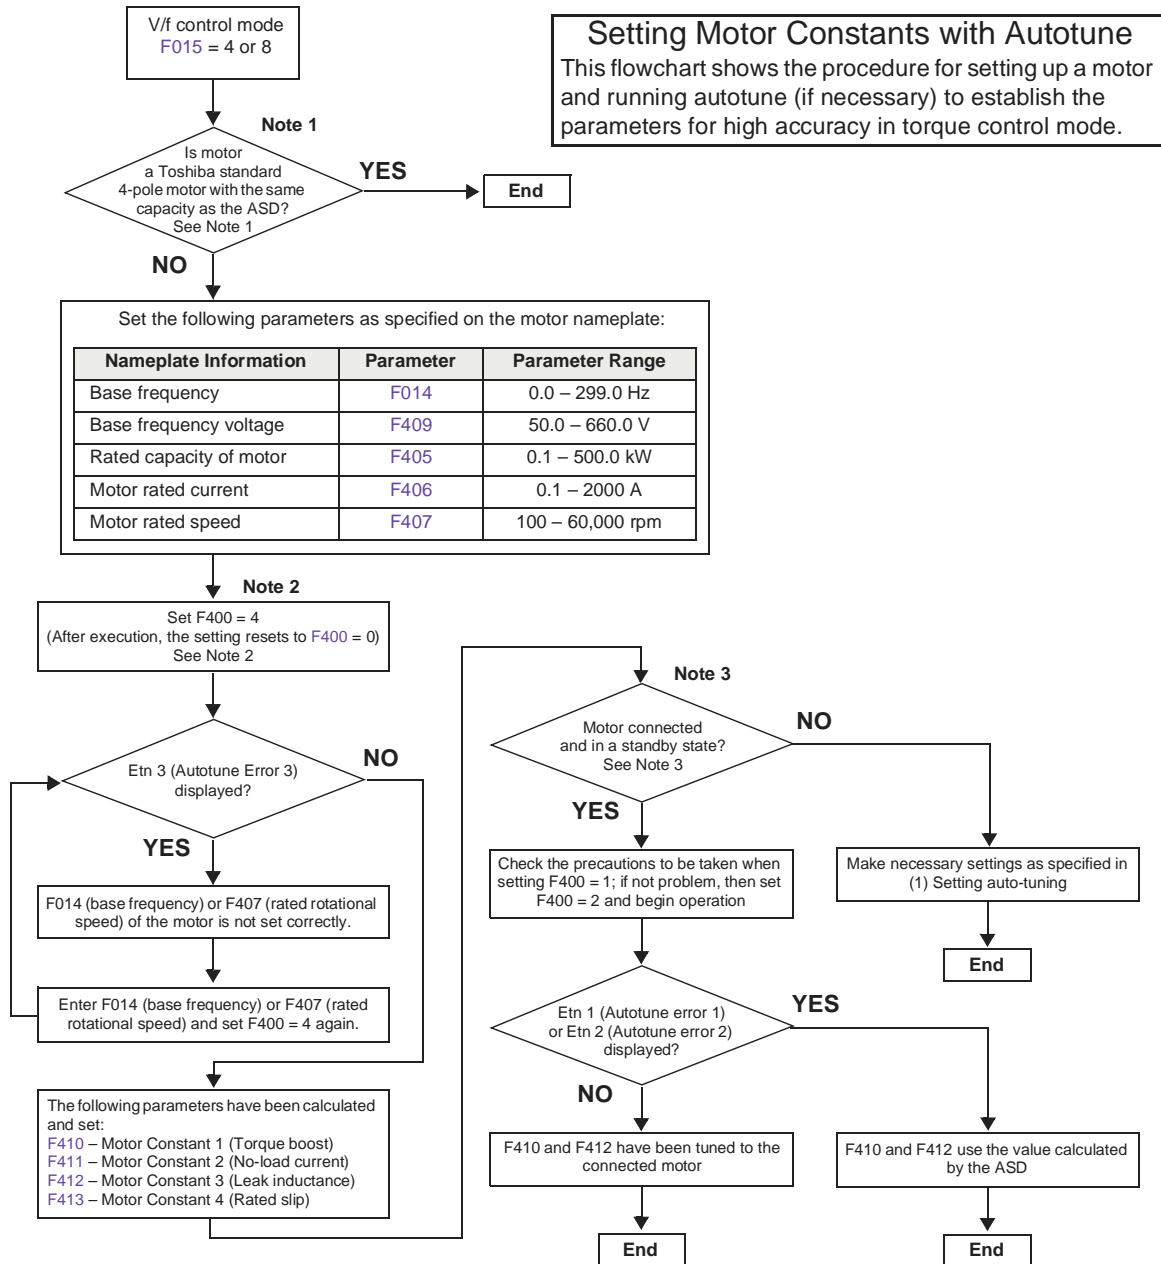 V/f control mode
F015 = 4 or 8
Setting Motor Constants with Autotune
This flowchart shows the procedure for setting up a motor
and running autotune (if necessary) to establish the
parameters for high accuracy in torque control mode.
Note 1
Is motor
a Toshiba standard
4-pole motor with the same
capacity as the ASD?
See Note 1
YES
End
NO
Set the following parameters as specified on the motor nameplate:
Nameplate Information Parameter Parameter Range
Base frequency F014 0.0 – 299.0 Hz
Base frequency voltage F409 50.0 – 660.0 V
Rated capacity of motor F405 0.1 – 500.0 kW
Motor rated current F406 0.1 – 2000 A
Motor rated speed F407 100 – 60,000 rpm
Note 2
Set F400 = 4
(After execution, the setting resets to F400 = 0)
See Note 2
Etn 3 (Autotune Error 3)
displayed?
NO
YES
F014 (base frequency) or F407 (rated rotational
speed) of the motor is not set correctly.
Enter F014 (base frequency) or F407 (rated
rotational speed) and set F400 = 4 again.
The following parameters have been calculated
and set:
F410 – Motor Constant 1 (Torque boost)
F411 – Motor Constant 2 (No-load current)
F412 – Motor Constant 3 (Leak inductance)
F413 – Motor Constant 4 (Rated slip)
Note 3
Motor connected
and in a standby state?
See Note 3
NO
YES
Check the precautions to be taken when
setting F400 = 1; if not problem, then set
F400 = 2 and begin operation
Make necessary settings as specified in
(1) Setting auto-tuning
End
Etn 1 (Autotune error 1)
or Etn 2 (Autotune error 2)
displayed?
YES
NO
F410 and F412 have been tuned to the
connected motor
F410 and F412 use the value calculated
by the ASD
End
End